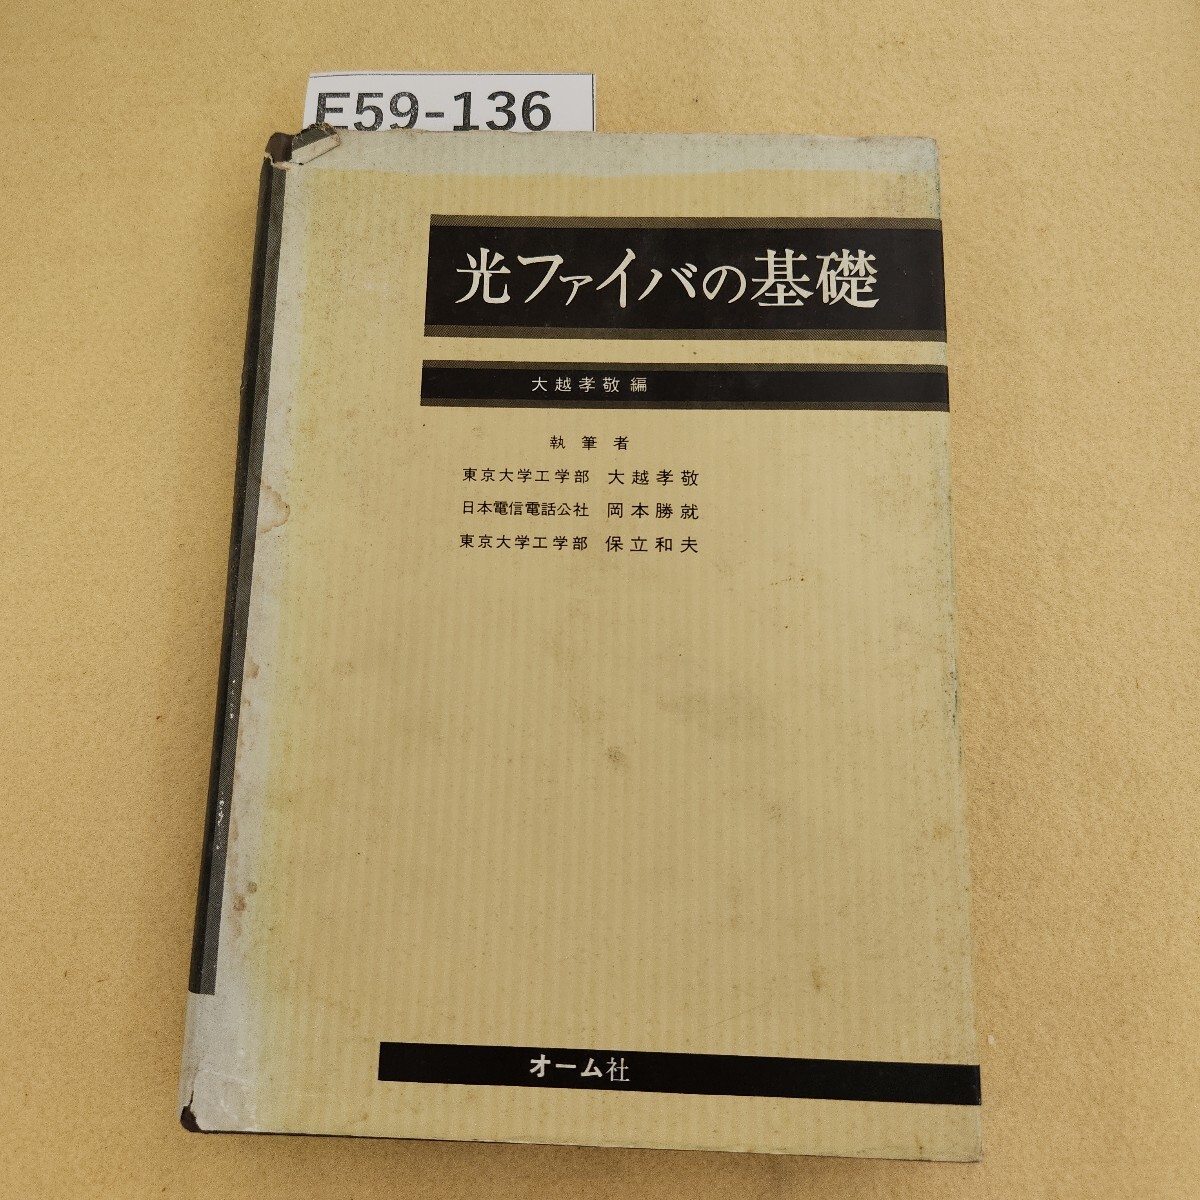 E59-136
光ファイバの基礎
大越孝敬編
執筆者
東京大学工学部 大越孝敬
日本電信電話公社 岡本勝就
東京大学工学部 保立和夫
オーム社